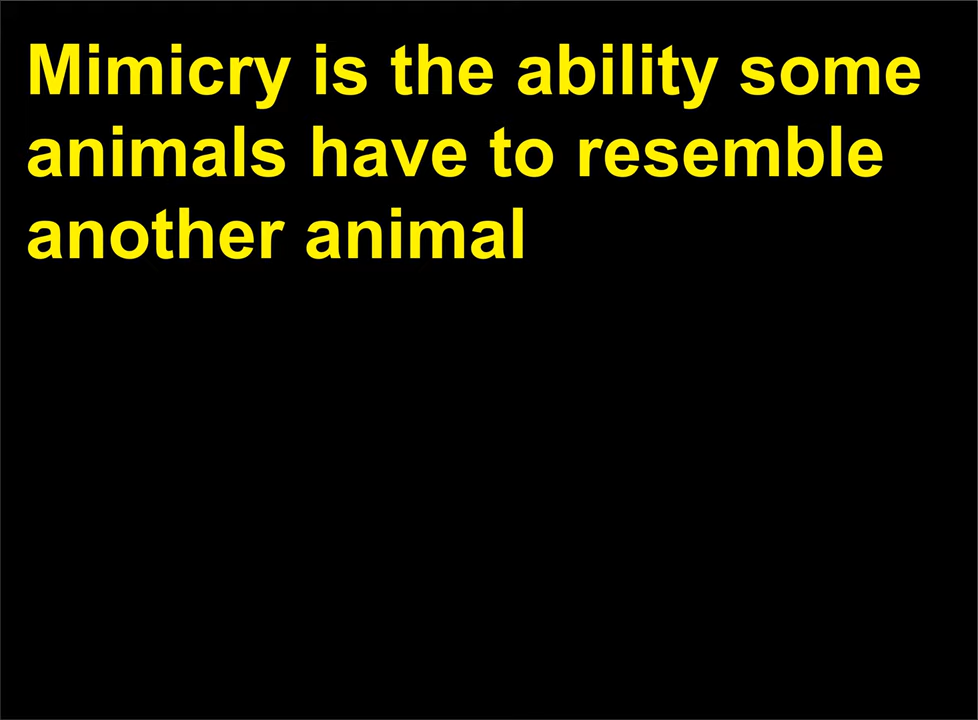 Mimicry is the ability some
animals have to resemble
another animal